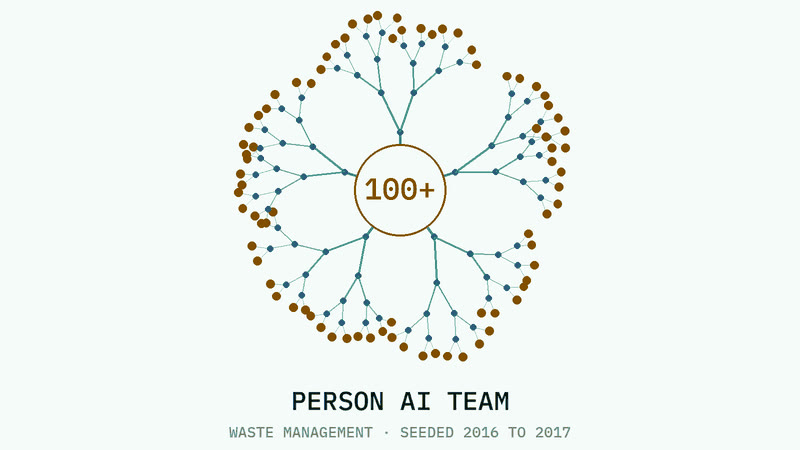 100+
PERSON AI TEAM
WASTE MANAGEMENT · SEEDED 2016 TO 2017